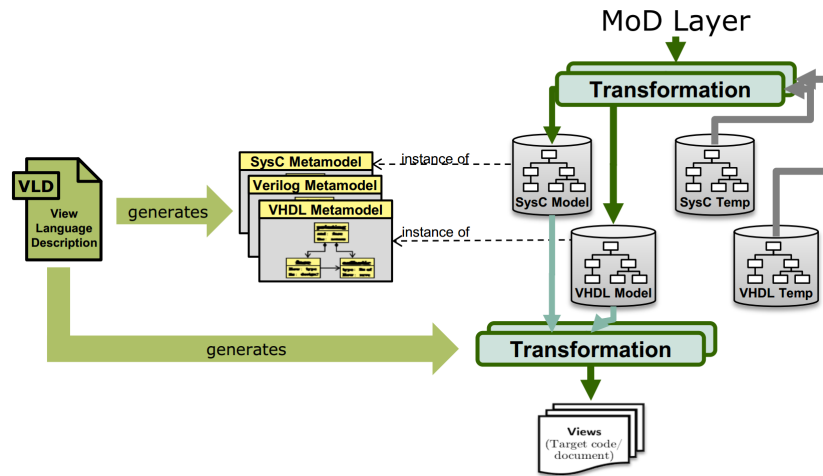 MoD Layer
Transformation
SysC Metamodel
instance of
SysC Model
SysC Temp
VLD
View
Language
Description
generates
Verilog Metamodel
VHDL Metamodel
instance of
VHDL Model
VHDL Temp
generates
Transformation
Views
(Target code/
document)